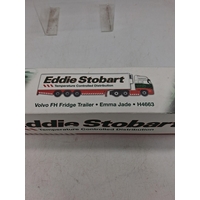 Eddie Stobart
Temperature Controlled Distribution
Volvo FH Fridge Trailer • Emma Jade • H4663
Eddie Stobart
Temperature Controlled Distribution